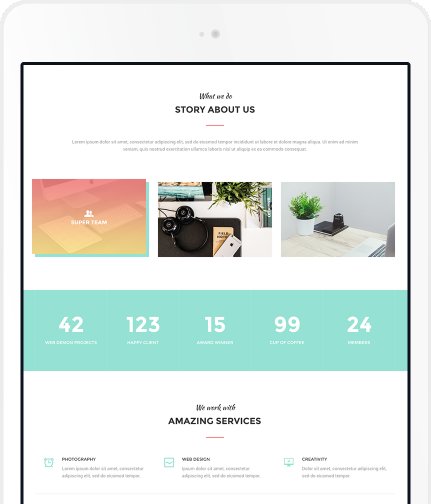 What we do
STORY ABOUT US
Lorem ipsum dolor sit amet, consectetur adipiscing elit, sed do eiusmod tempor incididunt ut labore et dolore magna aliqua. Ut enim ad minim
veniam, quis nostrud exercitation ullamco laboris nisi ut aliquip ex ea commodo consequat.
SUPER TEAM
42 123 15 99 24
WEB DESIGN PROJECTS HAPPY CLIENT AWARD WINNER CUP OF COFFEE MEMBERS
We work with
AMAZING SERVICES
PHOTOGRAPHY WEB DESIGN CREATIVITY
Lorem ipsum dolor sit amet, consectetur Lorem ipsum dolor sit amet, consectetur Dolor sit amet, consectetur adipiscing elit,
adipiscing elit, sed do eiusmod tempor. adipiscing elit, sed do eiusmod tempor. sed do eiusmod tempor.